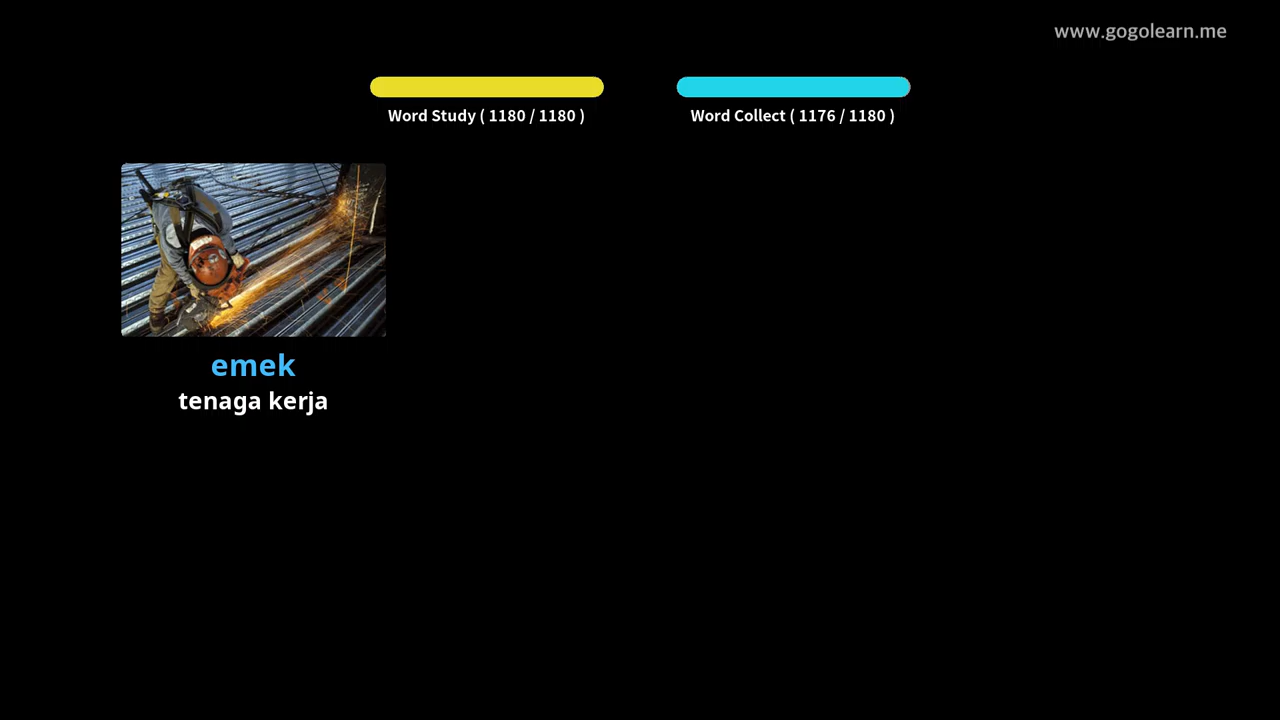 www.gogolearn.me
Word Study ( 1180 / 1180 )
Word Collect ( 1176 / 1180 )
emek
tenaga kerja